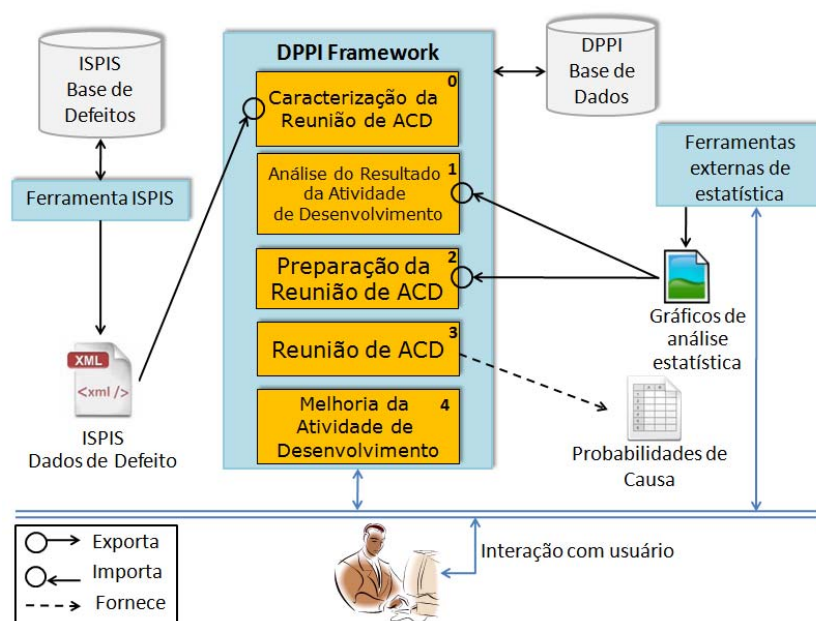 ISPIS
Base de
Defeitos
Ferramenta ISPIS
XML
<xml />
ISPIS
Dados de Defeito
DPPI Framework
0
Caracterização da
Reunião de ACD
1
Análise do Resultado
da Atividade
de Desenvolvimento
2
Preparação da
Reunião de ACD
3
Reunião de ACD
Melhoria da 4
Atividade de
Desenvolvimento
DPPI
Base de
Dados
Ferramentas
externas de
estatística
Gráficos de
análise
estatística
Probabilidades de
Causa
Interação com usuário
Exporta
Importa
Fornece